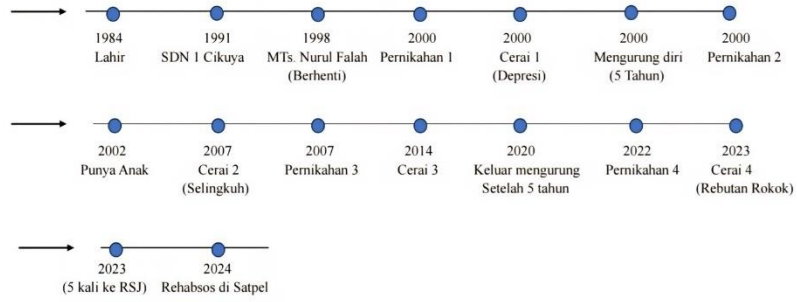 1984 1991 1998 2000 2000 2000 2000
Lahir SDN 1 Cikuya MTs. Nurul Falah Pernikahan 1 Cerai 1 Mengurung diri Pernikahan 2
(Berhenti) (Depresi) (5 Tahun)
2002 2007 2007 2014 2020 2022 2023
Punya Anak Cerai 2 Pernikahan 3 Cerai 3 Keluar mengurung Pernikahan 4 Cerai 4
(Selingkuh) Setelah 5 tahun (Rebutan Rokok)
2023 2024
(5 kali ke RSJ) Rehabsos di Satpel